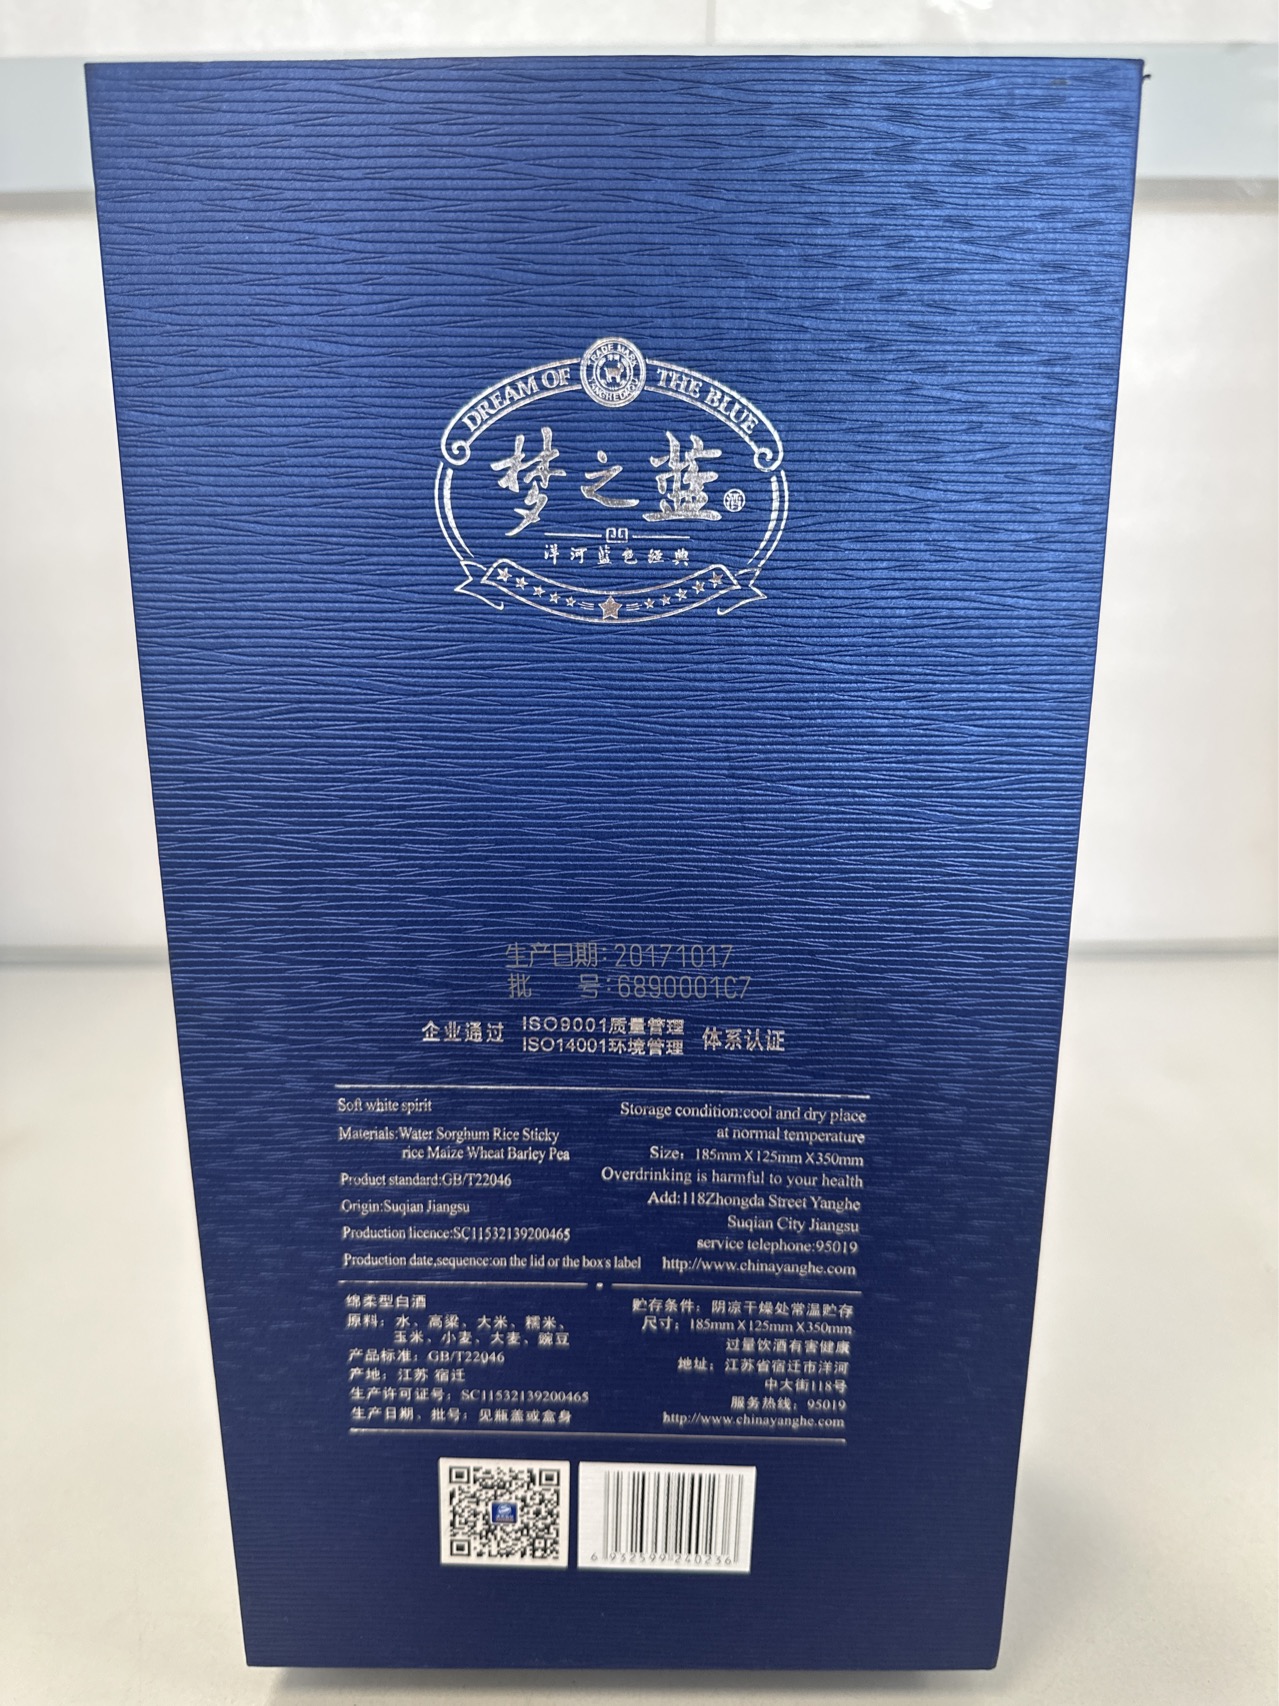 TRADE MARK
DREAM OF THE BLUE
梦之蓝
酒
洋河蓝色经典
生产日期:20171017
批 号:6890001C7
企业通过 ISO9001质量管理 体系认证
ISO14001环境管理
Soft white spirit
Materials:Water Sorghum Rice Sticky
rice Maize Wheat Barley Pea
Product standard:GB/T22046
Origin:Suqian Jiangsu
Production licence:SC11532139200465
Production date,sequence:on the lid or the box's label
Storage condition:cool and dry place
at normal temperature
Size: 185mm X 125mm X 350mm
Overdrinking is harmful to your health
Add:118Zhongda Street Yanghe
Suqian City Jiangsu
service telephone:95019
http://www.chinayanghe.com
绵柔型白酒
原料：水、高粱、大米、糯米、
玉米、小麦、大麦、豌豆
产品标准：GB/T22046
产地：江苏 宿迁
生产许可证号：SC11532139200465
生产日期、批号：见瓶盖或盒身
贮存条件：阴凉干燥处常温贮存
尺寸：185mm X 125mm X 350mm
过量饮酒有害健康
地址：江苏省宿迁市洋河
中大街118号
服务热线：95019
http://www.chinayanghe.com
6 932599 240236